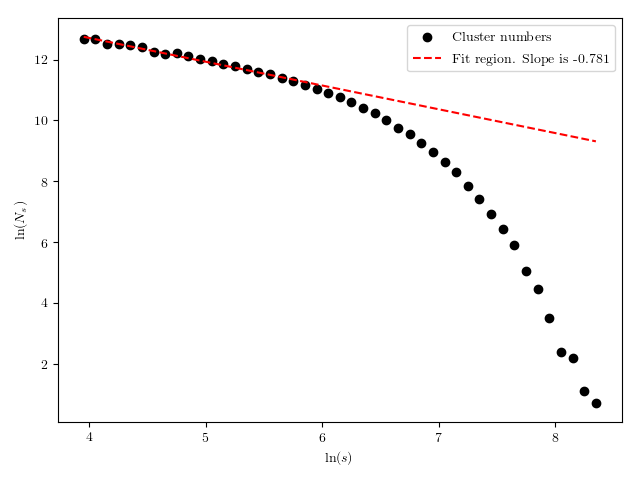 Cluster numbers
Fit region. Slope is -0.781
12
10
8
6
4
2
ln(N_s)
4
5
6
7
8
ln(s)